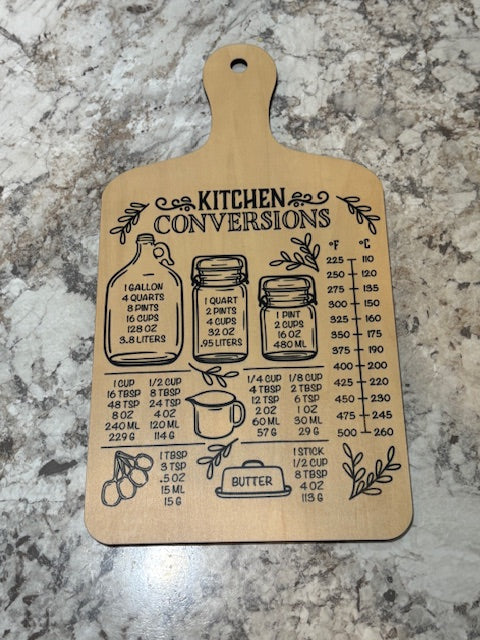 KITCHEN
CONVERSIONS
1 GALLON
4 QUARTS
8 PINTS
16 CUPS
128 OZ
3.8 LITERS
1 QUART
2 PINTS
4 CUPS
32 OZ
.95 LITERS
1 PINT
2 CUPS
16 OZ
480 ML
°F °C
225 110
250 120
275 135
300 150
325 160
350 175
375 190
400 200
425 220
450 230
475 245
500 260
1 CUP
16 TBSP
48 TSP
8 OZ
240 ML
229 G
1/2 CUP
8 TBSP
24 TSP
4 OZ
120 ML
114 G
1/4 CUP
4 TBSP
12 TSP
2 OZ
60 ML
57 G
1/8 CUP
2 TBSP
6 TSP
1 OZ
30 ML
29 G
1 TBSP
3 TSP
.5 OZ
15 ML
15 G
BUTTER
1 STICK
1/2 CUP
8 TBSP
4 OZ
113 G